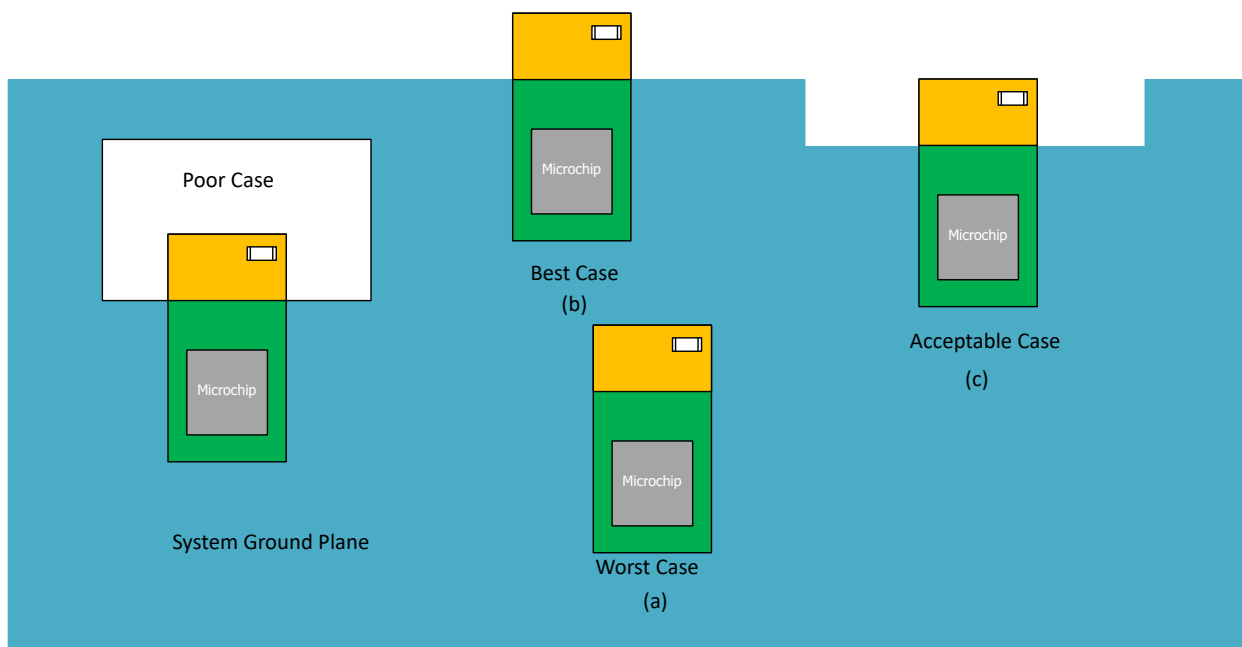 Poor Case
Microchip
System Ground Plane
Microchip
Best Case
(b)
Microchip
Worst Case
(a)
Microchip
Acceptable Case
(c)